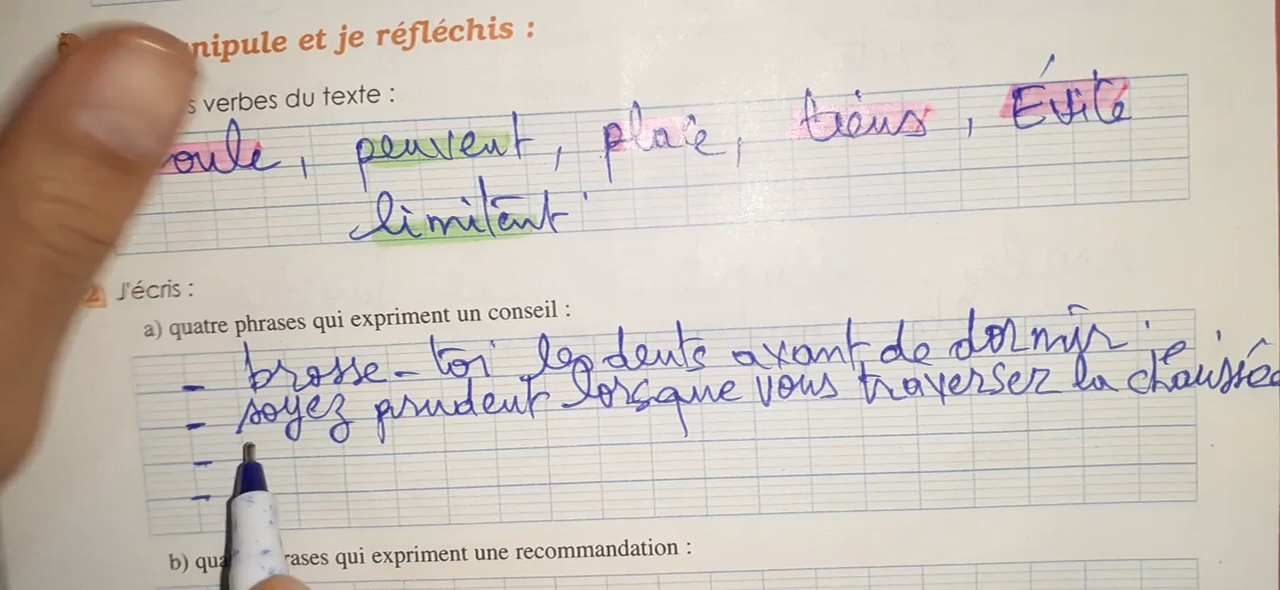 nipule et je réfléchis :
s verbes du texte :
oule, peuvent, place, tiens, Évite
limitent
2 J'écris :
a) quatre phrases qui expriment un conseil :
- brosse-toi les dents avant de dormir.
- soyez prudent lorsque vous traversez la chaussée
-
-
b) qua rases qui expriment une recommandation :